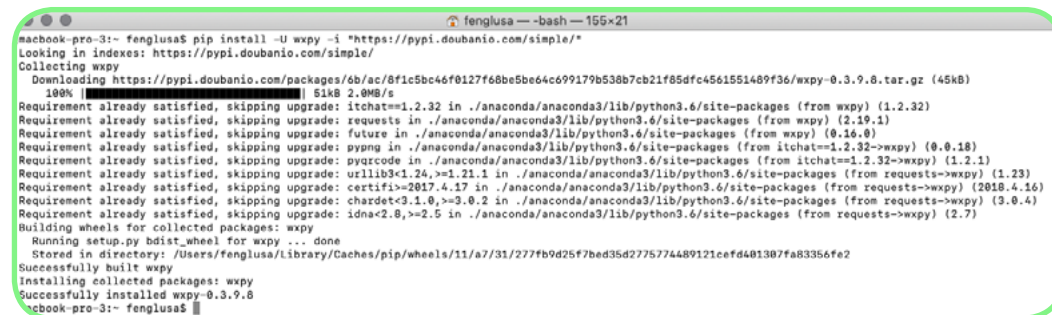 fenglusa — -bash — 155×21
macbook-pro-3:~ fenglusa$ pip install -U wxpy -i "https://pypi.doubanio.com/simple/"
Looking in indexes: https://pypi.doubanio.com/simple/
Collecting wxpy
Downloading https://pypi.doubanio.com/packages/6b/ac/8f1c5bc46f0127f68be5be64c699179b538b7cb21f85dfc4561551489f36/wxpy-0.3.9.8.tar.gz (45kB)
100% || 51kB 2.0MB/s
Requirement already satisfied, skipping upgrade: itchat==1.2.32 in ./anaconda/anaconda3/lib/python3.6/site-packages (from wxpy) (1.2.32)
Requirement already satisfied, skipping upgrade: requests in ./anaconda/anaconda3/lib/python3.6/site-packages (from wxpy) (2.19.1)
Requirement already satisfied, skipping upgrade: future in ./anaconda/anaconda3/lib/python3.6/site-packages (from wxpy) (0.16.0)
Requirement already satisfied, skipping upgrade: pypng in ./anaconda/anaconda3/lib/python3.6/site-packages (from itchat==1.2.32->wxpy) (0.0.18)
Requirement already satisfied, skipping upgrade: pyqrcode in ./anaconda/anaconda3/lib/python3.6/site-packages (from itchat==1.2.32->wxpy) (1.2.1)
Requirement already satisfied, skipping upgrade: urllib3<1.24,>=1.21.1 in ./anaconda/anaconda3/lib/python3.6/site-packages (from requests->wxpy) (1.23)
Requirement already satisfied, skipping upgrade: certifi>=2017.4.17 in ./anaconda/anaconda3/lib/python3.6/site-packages (from requests->wxpy) (2018.4.16)
Requirement already satisfied, skipping upgrade: chardet<3.1.0,>=3.0.2 in ./anaconda/anaconda3/lib/python3.6/site-packages (from requests->wxpy) (3.0.4)
Requirement already satisfied, skipping upgrade: idna<2.8,>=2.5 in ./anaconda/anaconda3/lib/python3.6/site-packages (from requests->wxpy) (2.7)
Building wheels for collected packages: wxpy
Running setup.py bdist_wheel for wxpy ... done
Stored in directory: /Users/fenglusa/Library/Caches/pip/wheels/11/a7/31/277fb9d25f7bed35d2775774489121cefd401307fa83356fe2
Successfully built wxpy
Installing collected packages: wxpy
Successfully installed wxpy-0.3.9.8
macbook-pro-3:~ fenglusa$